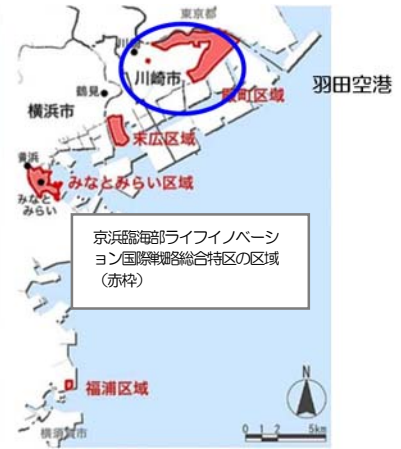 東京都
川崎
川崎市
羽田空港
殿町区域
鶴見
横浜市
末広区域
横浜
みなとみらい区域
みなと
みらい
京浜臨海部ライフイノベーシ
ョン国際戦略総合特区の区域
（赤枠）
福浦区域
N
横須賀市
0 1 2 5km